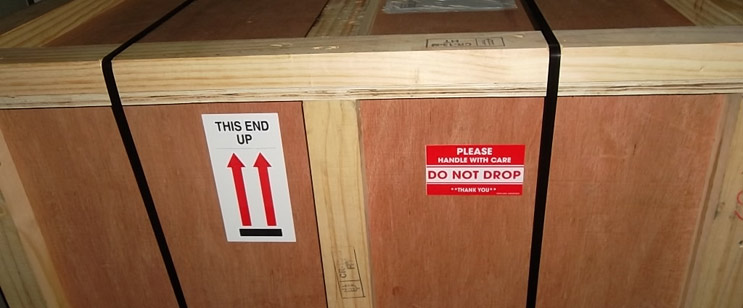 THIS END
UP
PLEASE
HANDLE WITH CARE
DO NOT DROP
**THANK YOU**